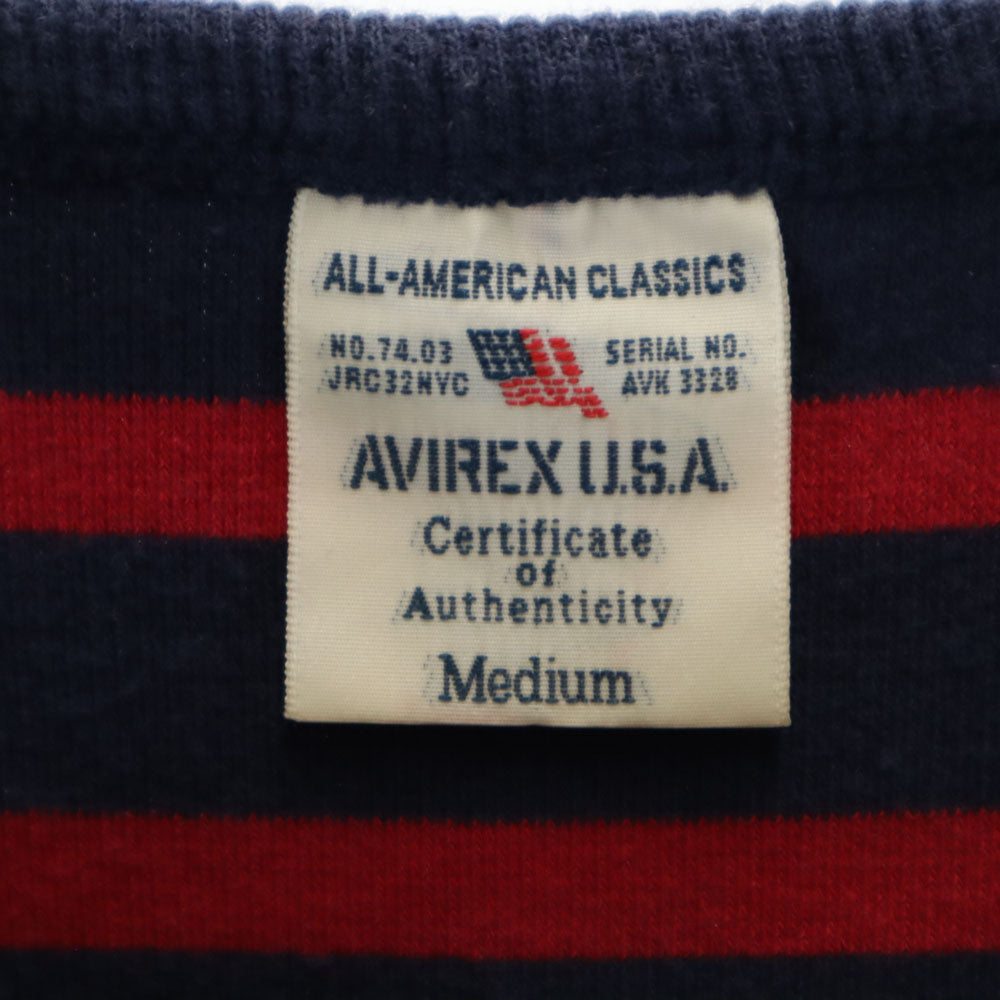 ALL-AMERICAN CLASSICS
NO.74.03
JRC32NYC
SERIAL NO.
AVK 3328
AVIREX U.S.A.
Certificate
of
Authenticity
Medium